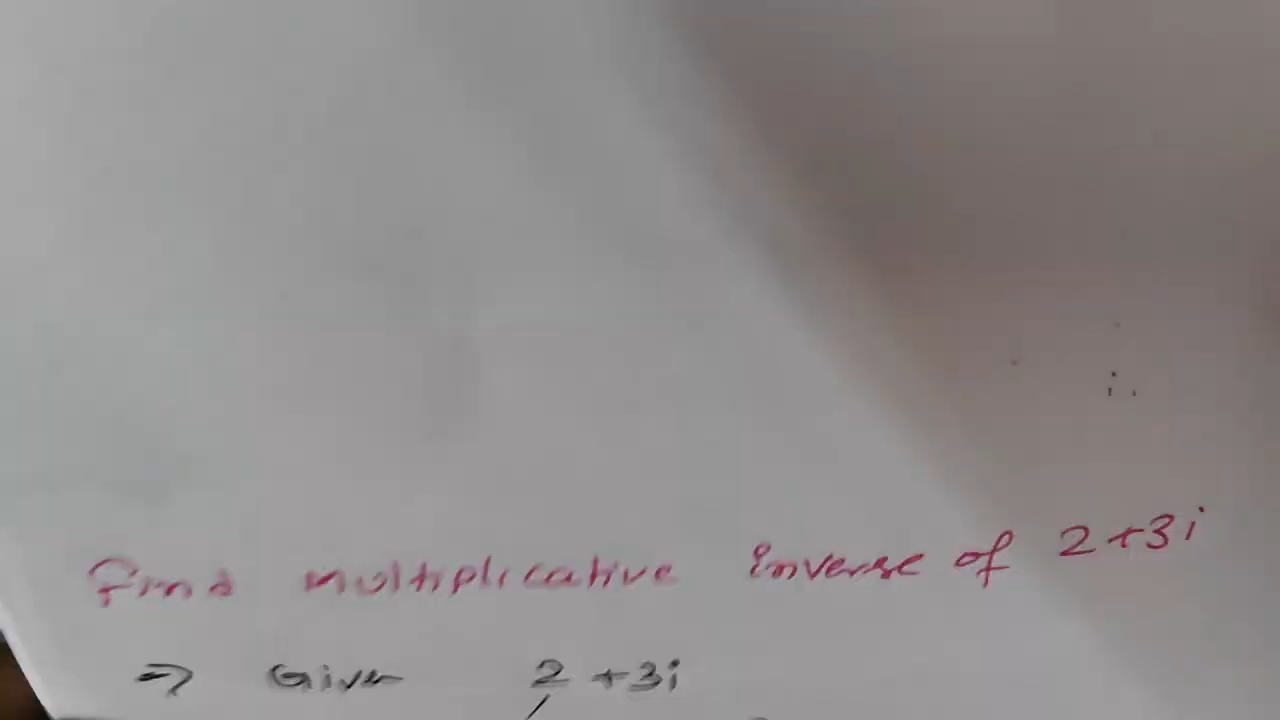 Find multiplicative inverse of 2+3i
⇒ Given 2+3i